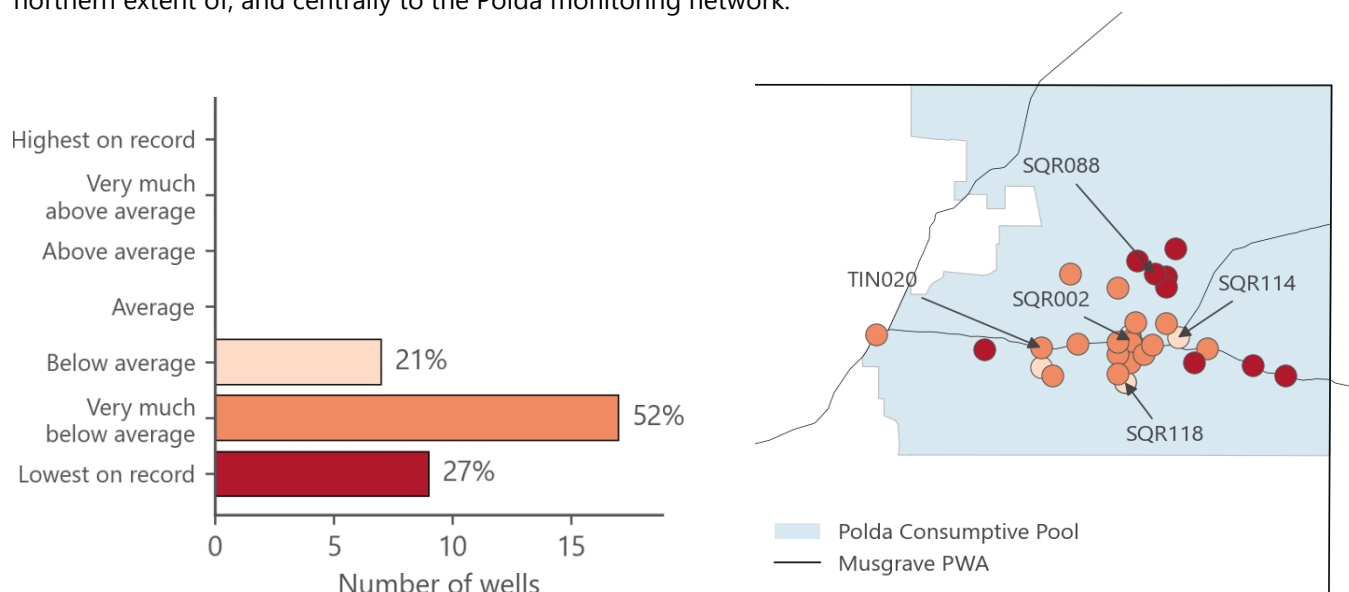 northern extent of, and centrally to the Polda monitoring network.
Highest on record
Very much
above average
Above average
Average
Below average
21%
Very much
below average
52%
Lowest on record
27%
0 5 10 15
Number of wells
SQR088
TIN020
SQR002
SQR114
SQR118
Polda Consumptive Pool
Musgrave PWA